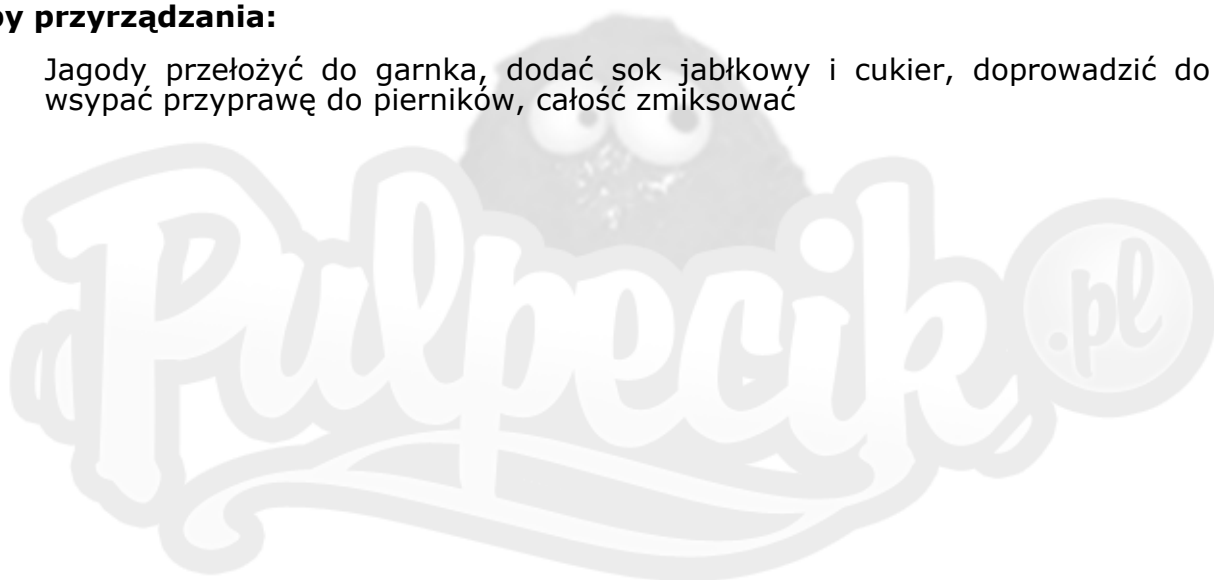 by przyrządzania:
Jagody przełożyć do garnka, dodać sok jabłkowy i cukier, doprowadzić do
wsypać przyprawę do pierników, całość zmiksować
Pulpecik.pl